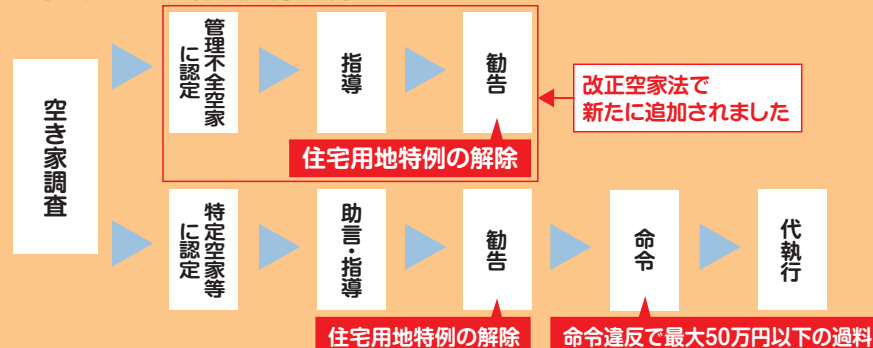 空き家調査
管理不全空家
に認定
指導
勧告
住宅用地特例の解除
改正空家法で
新たに追加されました
特定空家等
に認定
助言・指導
勧告
住宅用地特例の解除
命令
命令違反で最大50万円以下の過料
代執行